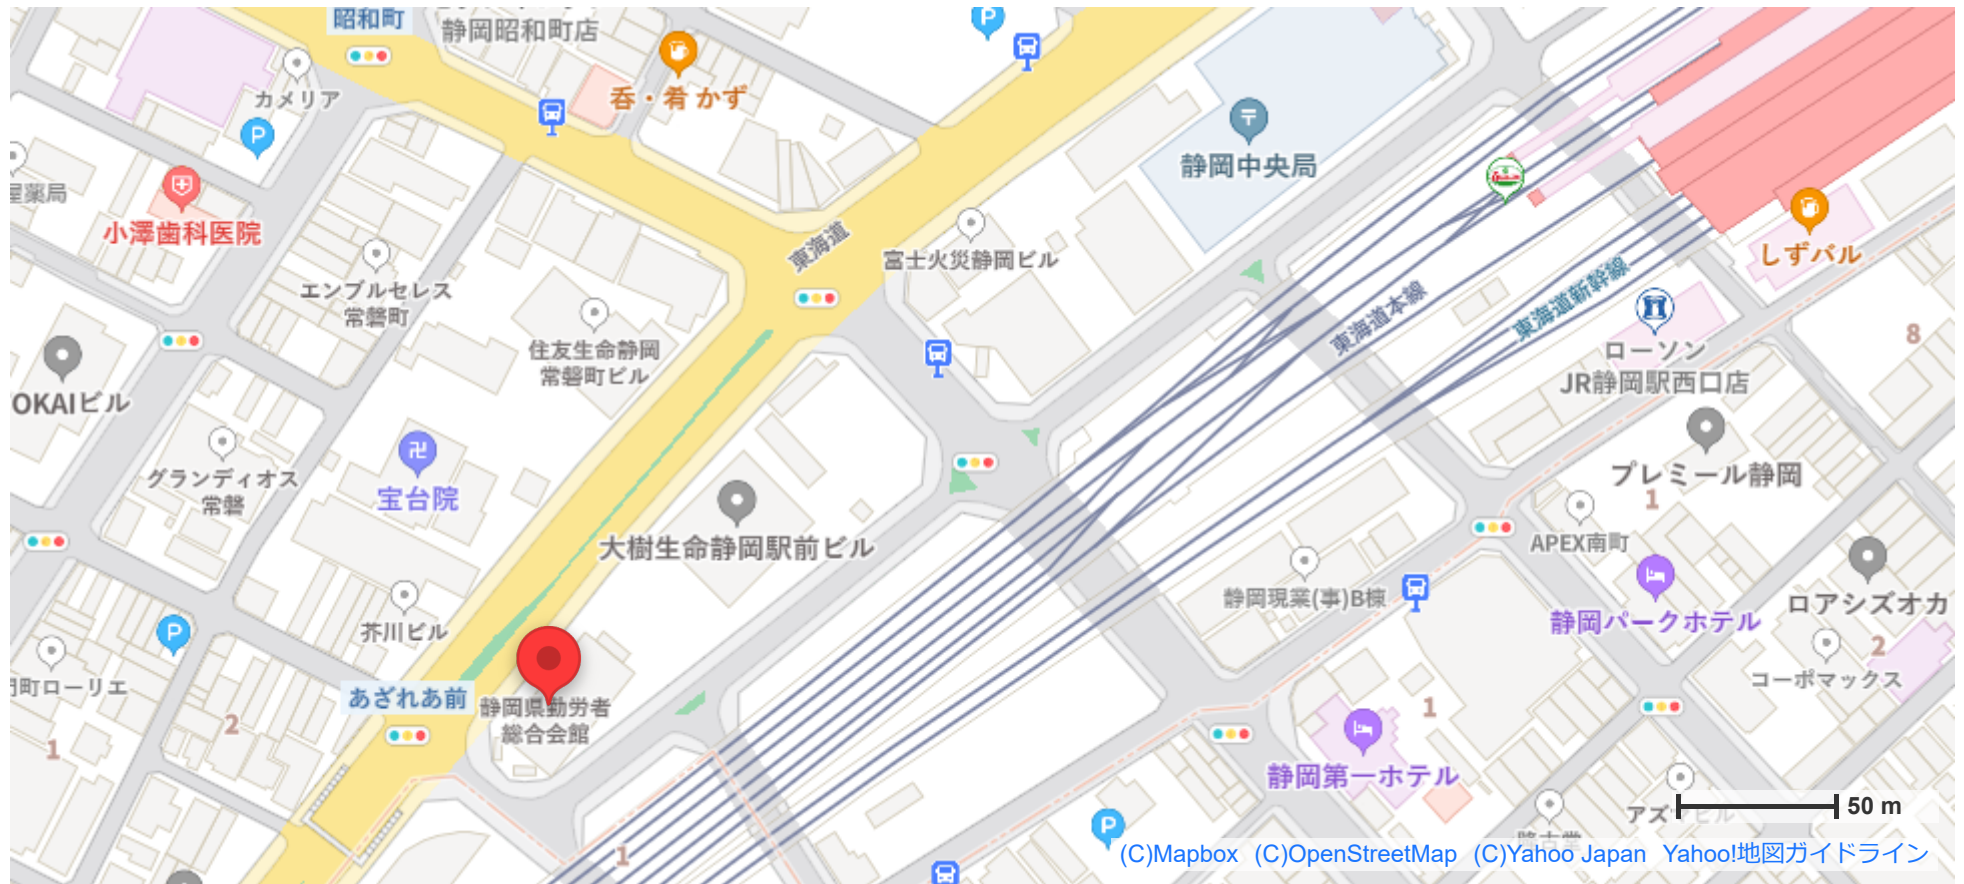 昭和町
静岡昭和町店
カメリア
呑・肴 かず
静岡中央局
屋薬局
小澤歯科医院
東海道
富士火災静岡ビル
しずバル
エンブルセレス
常磐町
東海道本線
東海道新幹線
住友生命静岡
常磐町ビル
ローソン
JR静岡駅西口店
8
OKAIビル
グランディオス
常磐
宝台院
プレミール静岡
1
大樹生命静岡駅前ビル
APEX南町
静岡現業(事)B棟
静岡パークホテル
ロアシズオカ
芥川ビル
2
コーポマックス
町ローリエ
あざれあ前
静岡県勤労者
総合会館
2
1
1
静岡第一ホテル
50 m
1
(C)Mapbox (C)OpenStreetMap (C)Yahoo Japan Yahoo!地図ガイドライン